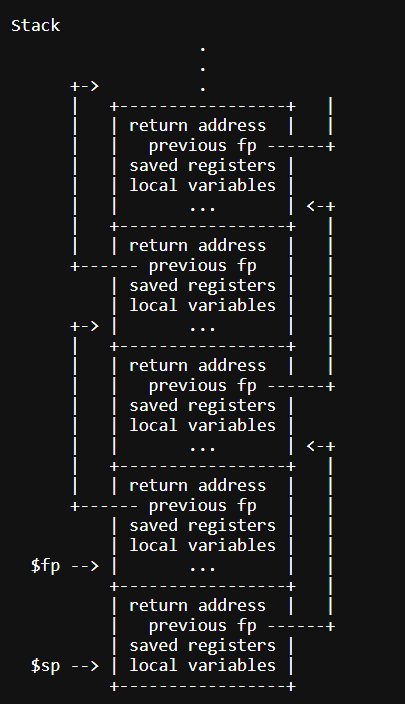 Stack
                   .
                   .
      +->          .
      |   +-----------------+   |
      |   | return address  |   |
      |   |   previous fp ------+
      |   | saved registers |
      |   | local variables |
      |   |       ...       | <-+
      |   +-----------------+   |
      |   | return address  |   |
      +------ previous fp   |   |
          | saved registers |   |
          | local variables |   |
      +-> |       ...       |   |
      |   +-----------------+   |
      |   | return address  |   |
      |   |   previous fp ------+
      |   | saved registers |
      |   | local variables |
      |   |       ...       | <-+
      |   +-----------------+   |
      |   | return address  |   |
      +------ previous fp   |   |
          | saved registers |   |
          | local variables |   |
  $fp --> |       ...       |   |
          +-----------------+   |
          | return address  |   |
          |   previous fp ------+
          | saved registers |
  $sp --> | local variables |
          +-----------------+